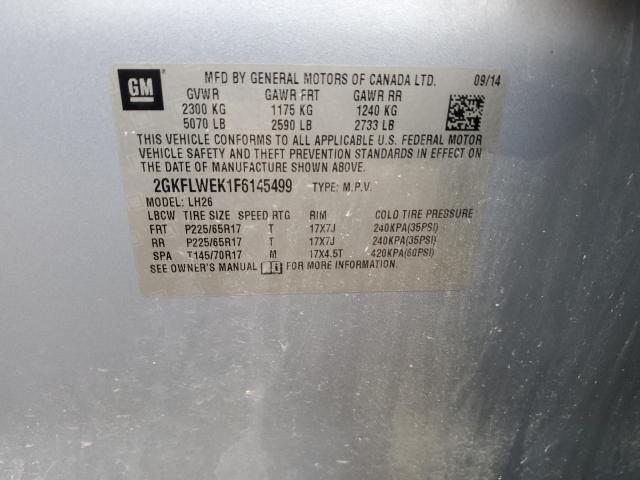 GM
MFD BY GENERAL MOTORS OF CANADA LTD. 09/14
GVWR GAWR FRT GAWR RR
2300 KG 1175 KG 1240 KG
5070 LB 2590 LB 2733 LB
THIS VEHICLE CONFORMS TO ALL APPLICABLE U.S. FEDERAL MOTOR
VEHICLE SAFETY AND THEFT PREVENTION STANDARDS IN EFFECT ON
THE DATE OF MANUFACTURE SHOWN ABOVE.
2GKFLWEK1F6145499 TYPE: M.P.V.
MODEL: LH26
LBCW TIRE SIZE SPEED RTG RIM COLD TIRE PRESSURE
FRT P225/65R17 T 17X7J 240KPA(35PSI)
RR P225/65R17 T 17X7J 240KPA(35PSI)
SPA T145/70R17 M 17X4.5T 420KPA(60PSI)
SEE OWNER'S MANUAL FOR MORE INFORMATION.